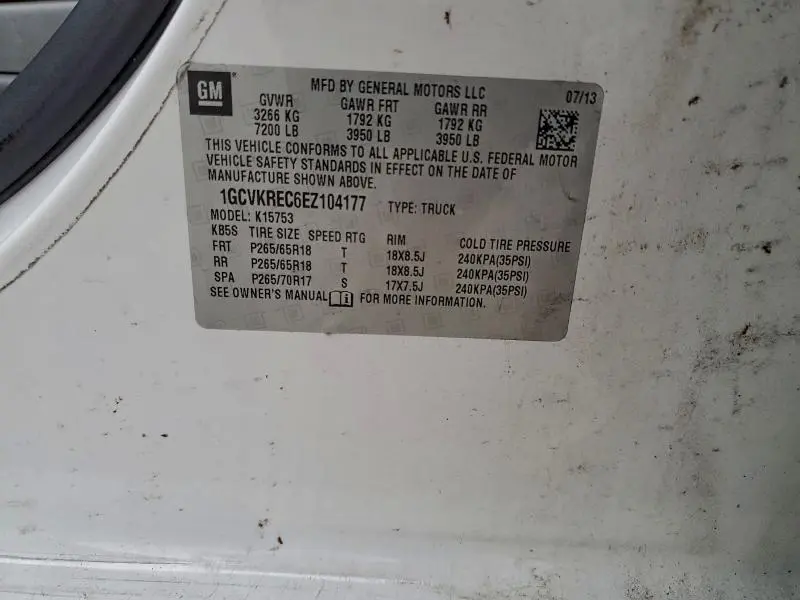 GM MFD BY GENERAL MOTORS LLC 07/13
GVWR GAWR FRT GAWR RR
3266 KG 1792 KG 1792 KG
7200 LB 3950 LB 3950 LB
THIS VEHICLE CONFORMS TO ALL APPLICABLE U.S. FEDERAL MOTOR
VEHICLE SAFETY STANDARDS IN EFFECT ON THE DATE OF
MANUFACTURE SHOWN ABOVE.
1GCVKREC6EZ104177 TYPE: TRUCK
MODEL: K15753
KB5S TIRE SIZE SPEED RTG RIM COLD TIRE PRESSURE
FRT P265/65R18 T 18X8.5J 240KPA(35PSI)
RR P265/65R18 T 18X8.5J 240KPA(35PSI)
SPA P265/70R17 S 17X7.5J 240KPA(35PSI)
SEE OWNER'S MANUAL FOR MORE INFORMATION.